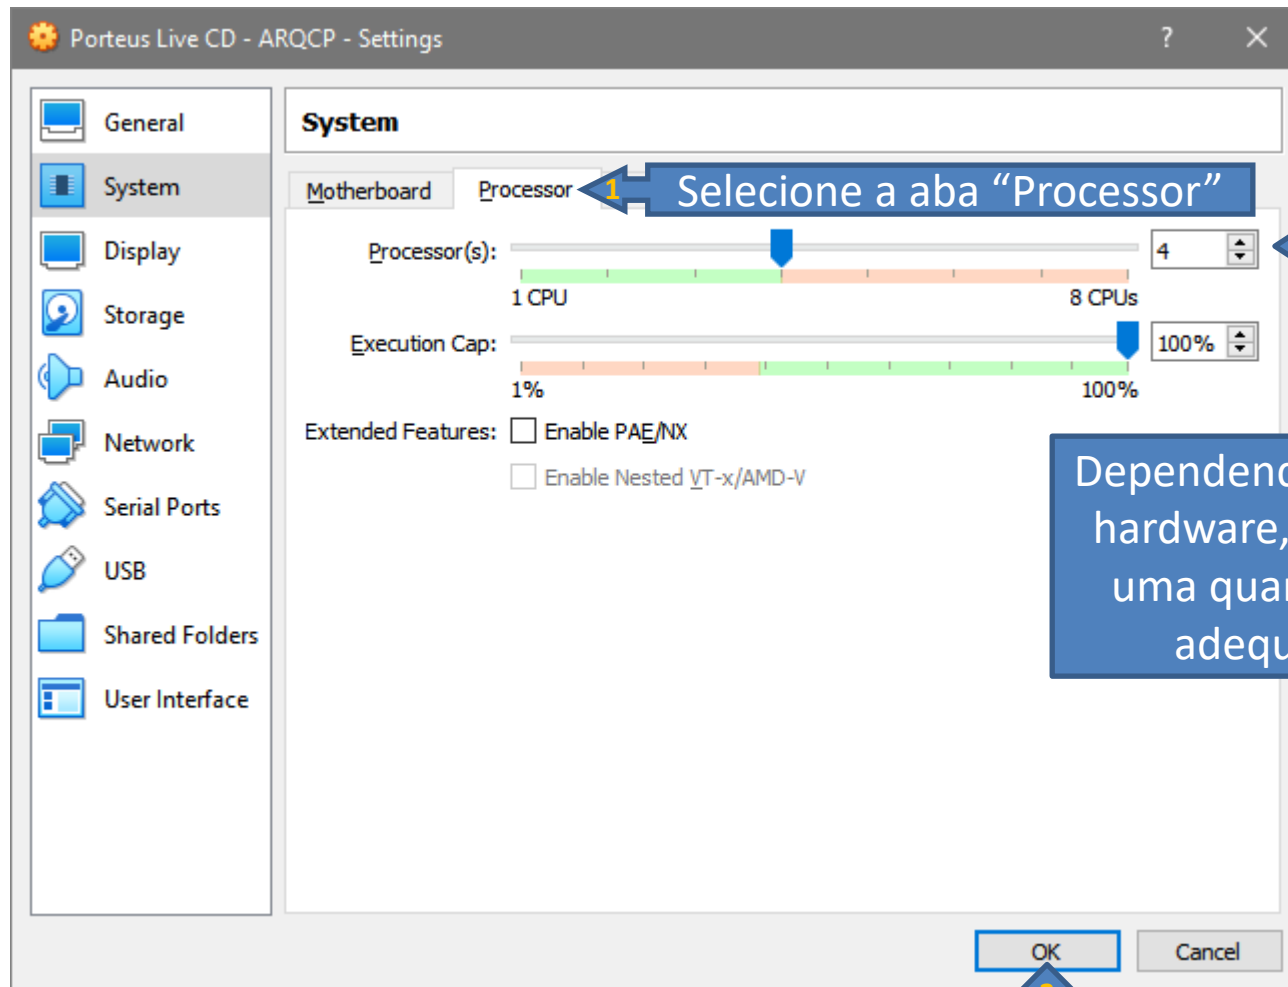 Porteus Live CD - ARQCP - Settings ?
General
System
Display
Storage
Audio
Network
Serial Ports
USB
Shared Folders
User Interface
System
Motherboard Processor
1 Selecione a aba “Processor”
Processor(s): 4
1 CPU 8 CPUs
Execution Cap: 100%
1% 100%
Extended Features: Enable PAE/NX
Enable Nested VT-x/AMD-V
hardware,
uma
OK Cancel